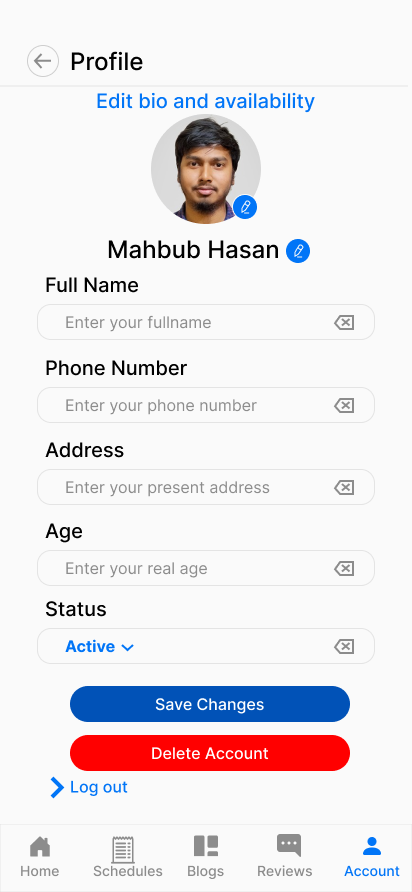 Profile
Edit bio and availability
Mahbub Hasan
Full Name
Enter your fullname
Phone Number
Enter your phone number
Address
Enter your present address
Age
Enter your real age
Status
Active
Save Changes
Delete Account
Log out
Home Schedules Blogs Reviews Account